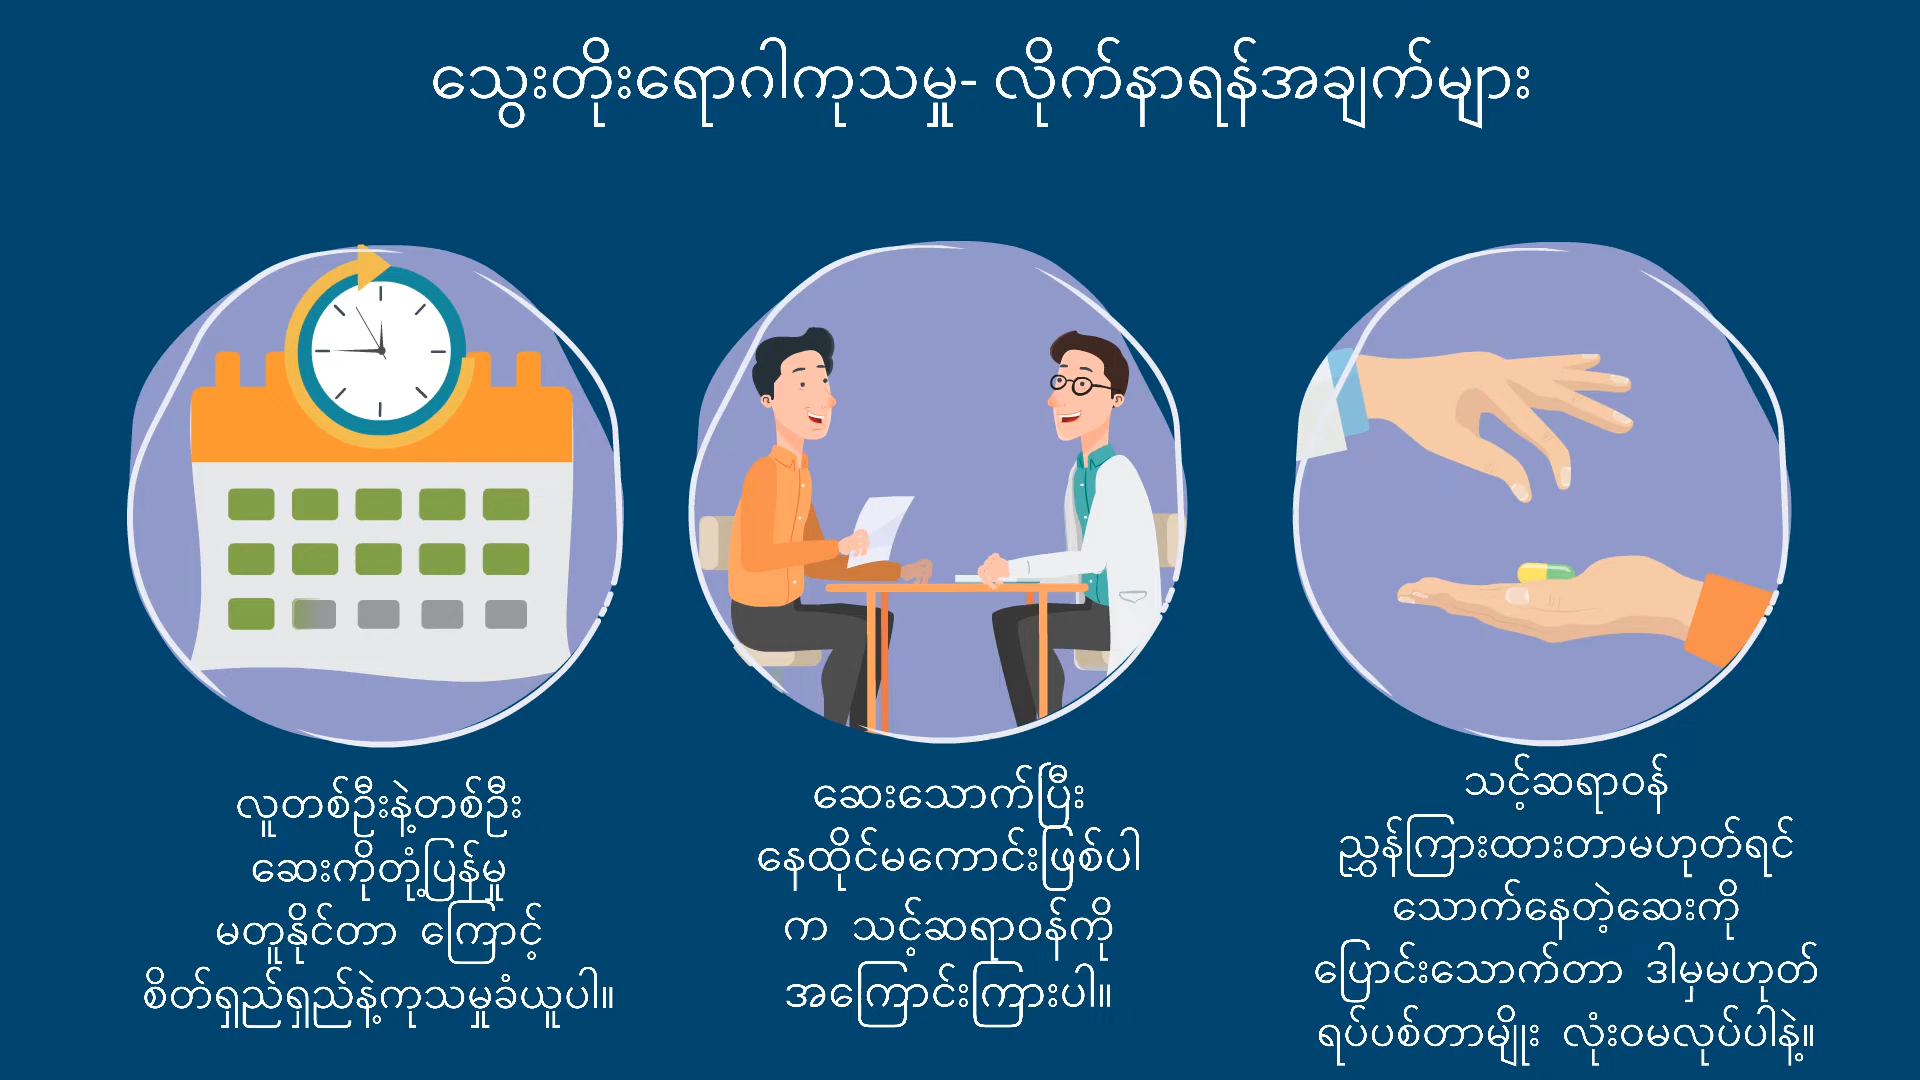 သွေးတိုးရောဂါကုသမှု- လိုက်နာရန်အချက်များ
လူတစ်ဦးနဲ့တစ်ဦး
ဆေးကိုတုံ့ပြန်မှု
မတူနိုင်တာ ကြောင့်
စိတ်ရှည်ရှည်နဲ့ကုသမှုခံယူပါ။
ဆေးသောက်ပြီး
နေထိုင်မကောင်းဖြစ်ပါ
က သင့်ဆရာဝန်ကို
အကြောင်းကြားပါ။
သင့်ဆရာဝန်
ညွှန်ကြားထားတာမဟုတ်ရင်
သောက်နေတဲ့ဆေးကို
ပြောင်းသောက်တာ ဒါမှမဟုတ်
ရပ်ပစ်တာမျိုး လုံးဝမလုပ်ပါနဲ့။